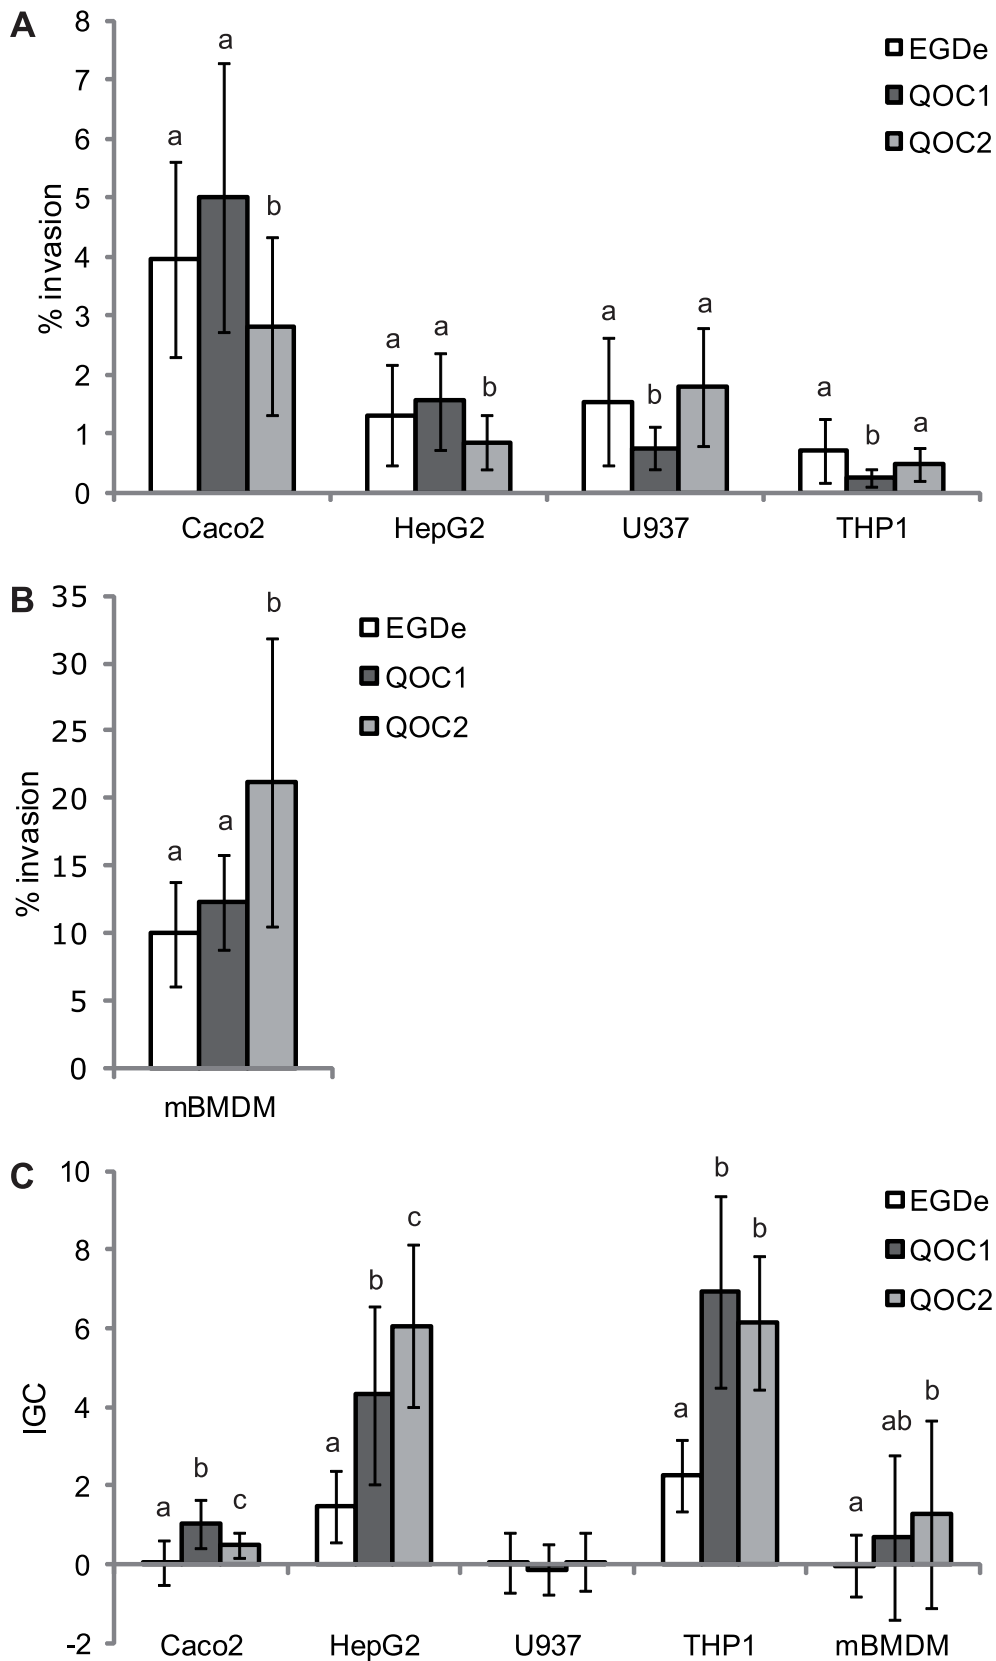 A
8
7
6
5
4
3
2
1
0
% invasion
a a b
a a b
a b a
a b a
Caco2 HepG2 U937 THP1
EGDe
QOC1
QOC2
B
35
30
25
20
15
10
5
0
% invasion
a a b
mBMDM
EGDe
QOC1
QOC2
C
10
8
6
4
2
0
-2
IGC
a b c
a b c
a b b
a ab b
Caco2 HepG2 U937 THP1 mBMDM
EGDe
QOC1
QOC2